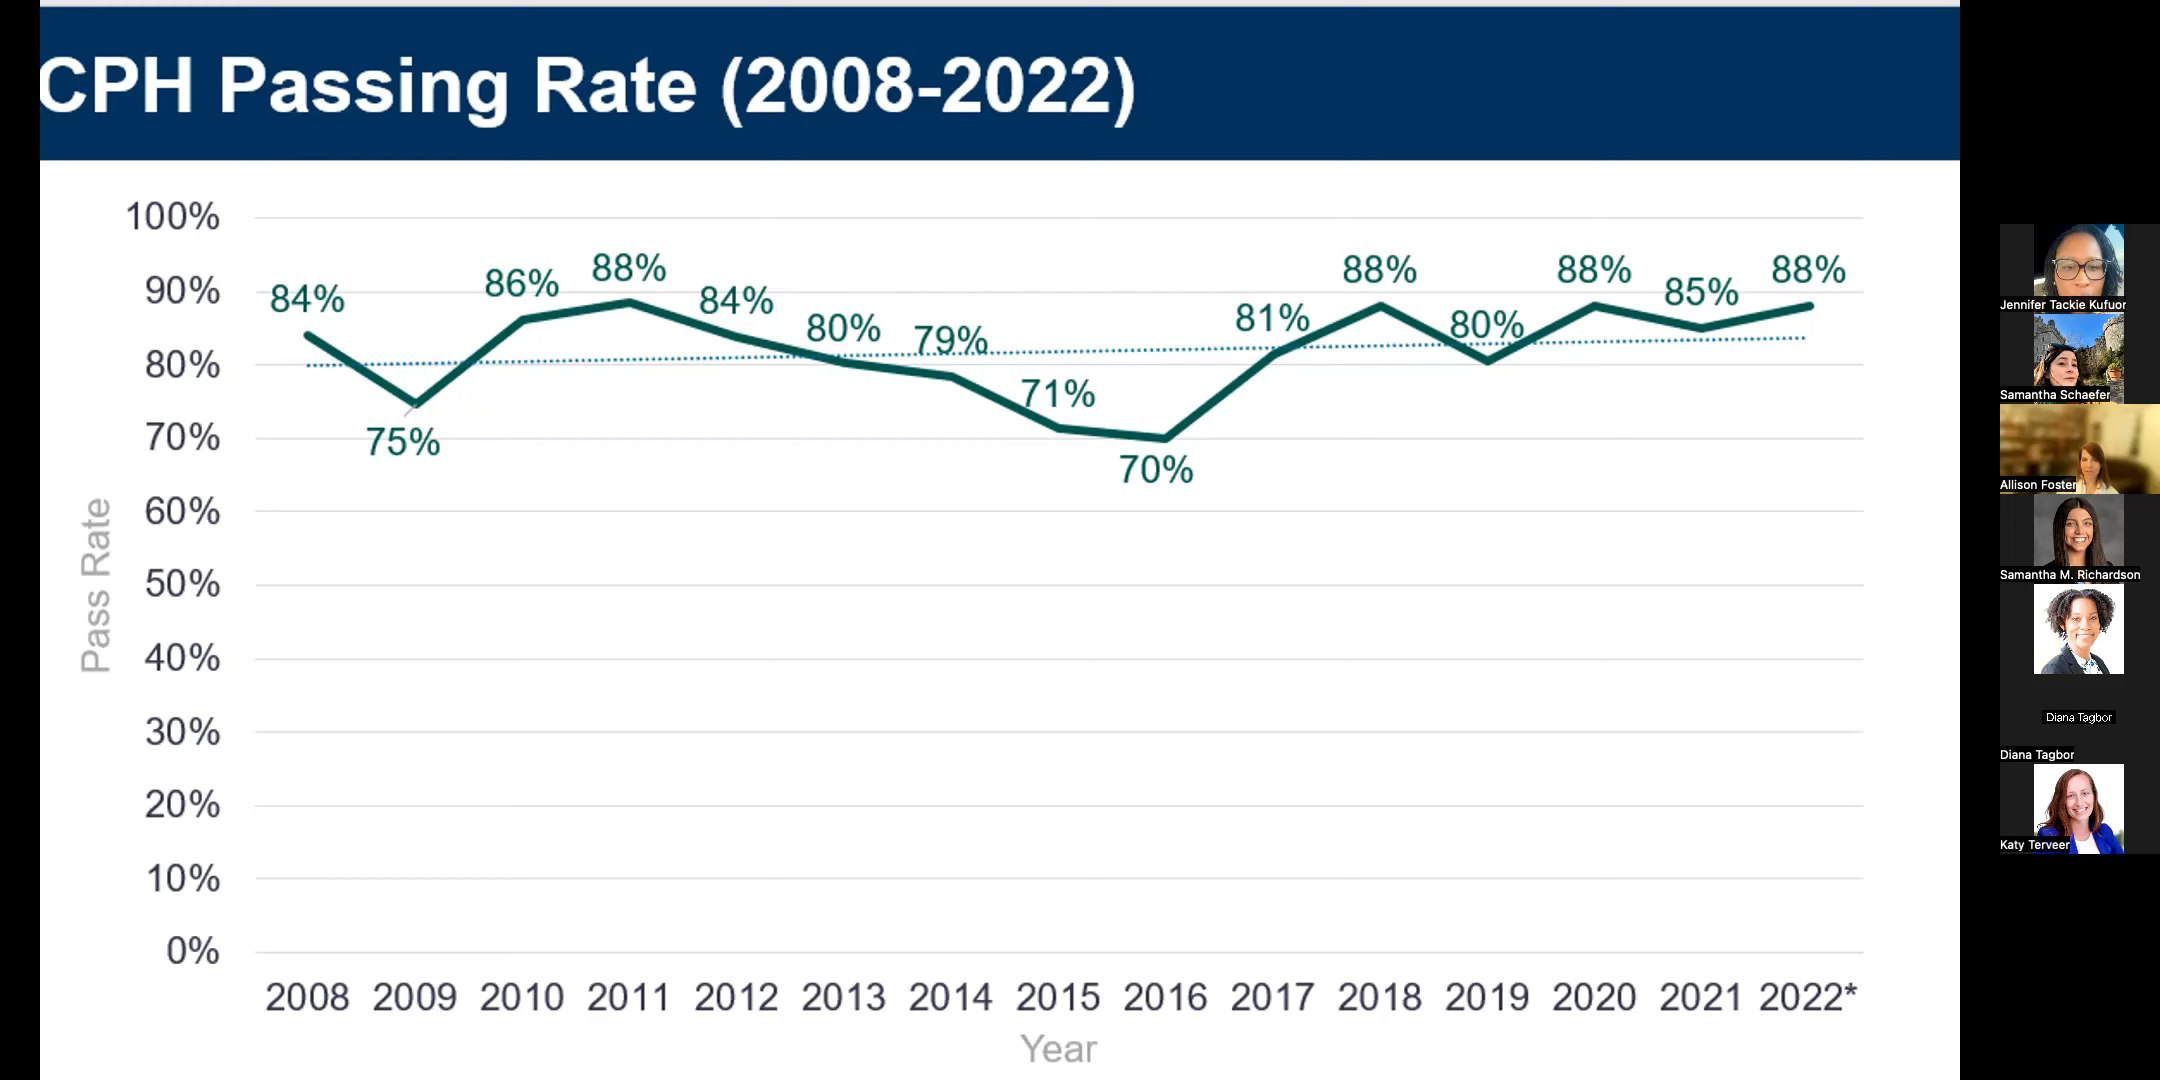 CPH Passing Rate (2008-2022)
100%
90%
80%
70%
60%
50%
40%
30%
20%
10%
0%
Pass Rate
84%
75%
86%
88%
84%
80%
79%
71%
70%
81%
88%
80%
88%
85%
88%
2008 2009 2010 2011 2012 2013 2014 2015 2016 2017 2018 2019 2020 2021 2022*
Year
Jennifer Tackie Kufuor
Samantha Schaefer
Allison Foster
Samantha M. Richardson
Diana Tagbor
Diana Tagbor
Katy Terveer